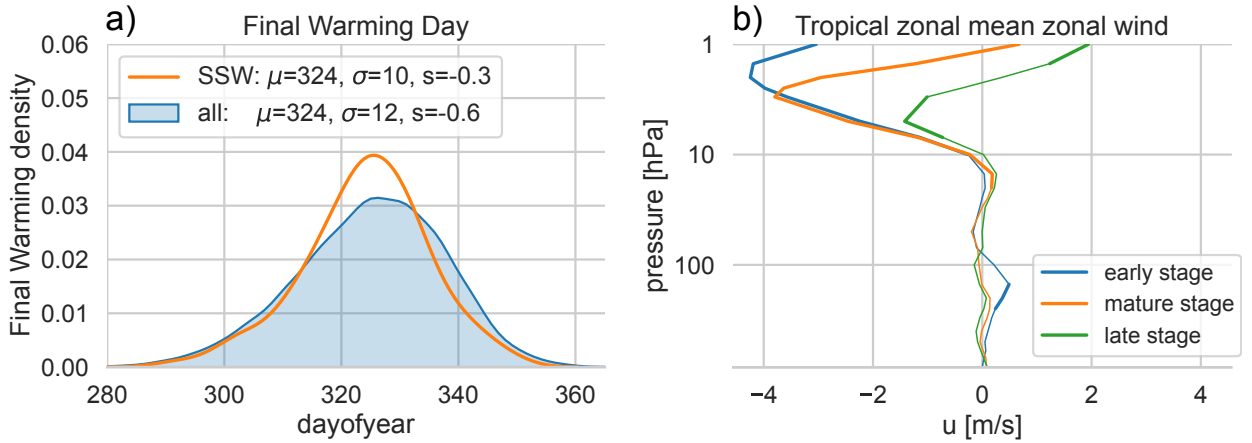 a)
Final Warming Day
0.06
0.05
0.04
0.03
0.02
0.01
0.00
Final Warming density
SSW: μ=324, σ=10, s=-0.3
all: μ=324, σ=12, s=-0.6
280 300 320 340 360
dayofyear
b)
Tropical zonal mean zonal wind
1
10
100
pressure [hPa]
early stage
mature stage
late stage
−4 −2 0 2 4
u [m/s]